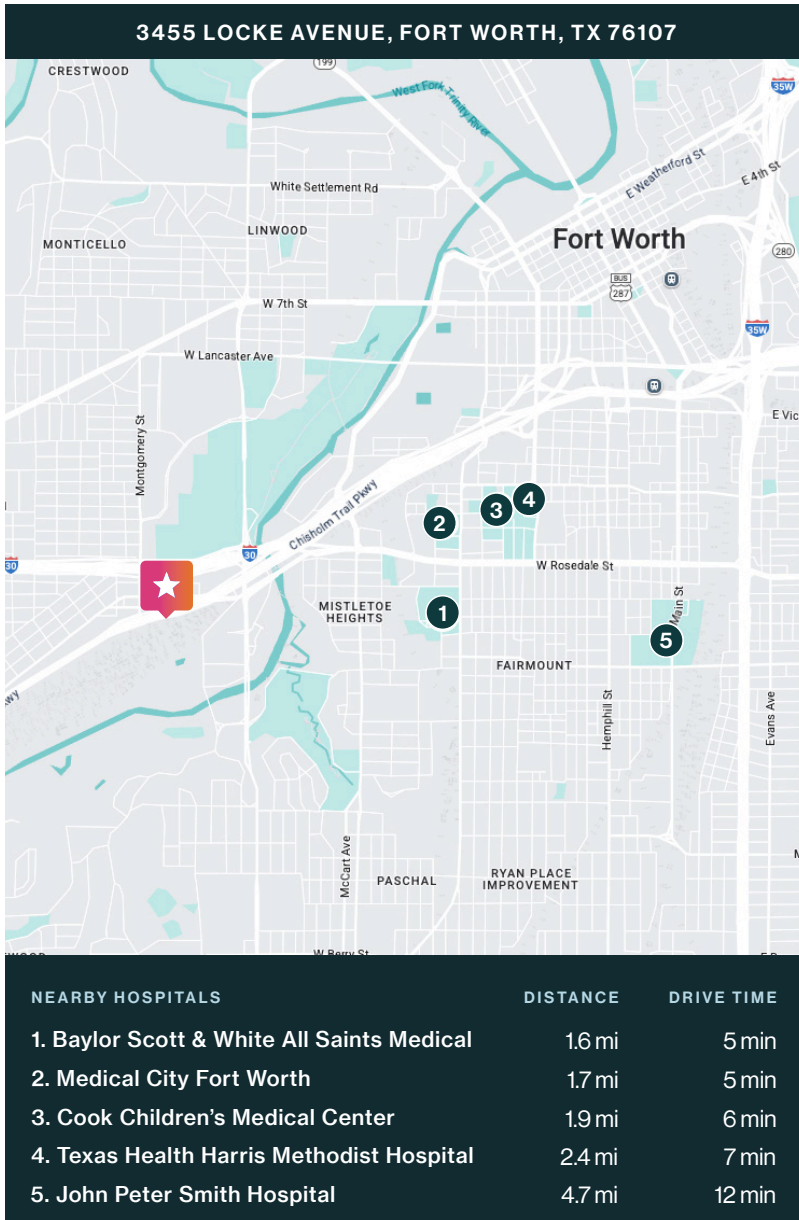 3455 LOCKE AVENUE, FORT WORTH, TX 76107
199
CRESTWOOD
35W
West Fork Trinity River
E Weatherford St
E 4th St
White Settlement Rd
LINWOOD
MONTICELLO
Fort Worth
280
BUS
287
W 7th St
35W
W Lancaster Ave
E Vic
Montgomery St
Chisholm Trail Pkwy
4
3
2
30
30
W Rosedale St
MISTLETOE
HEIGHTS
1
Main St
5
FAIRMOUNT
Hemphill St
Evans Ave
McCart Ave
PASCHAL
RYAN PLACE
IMPROVEMENT
W Berry St
NEARBY HOSPITALS DISTANCE DRIVE TIME
1. Baylor Scott & White All Saints Medical 1.6 mi 5 min
2. Medical City Fort Worth 1.7 mi 5 min
3. Cook Children’s Medical Center 1.9 mi 6 min
4. Texas Health Harris Methodist Hospital 2.4 mi 7 min
5. John Peter Smith Hospital 4.7 mi 12 min